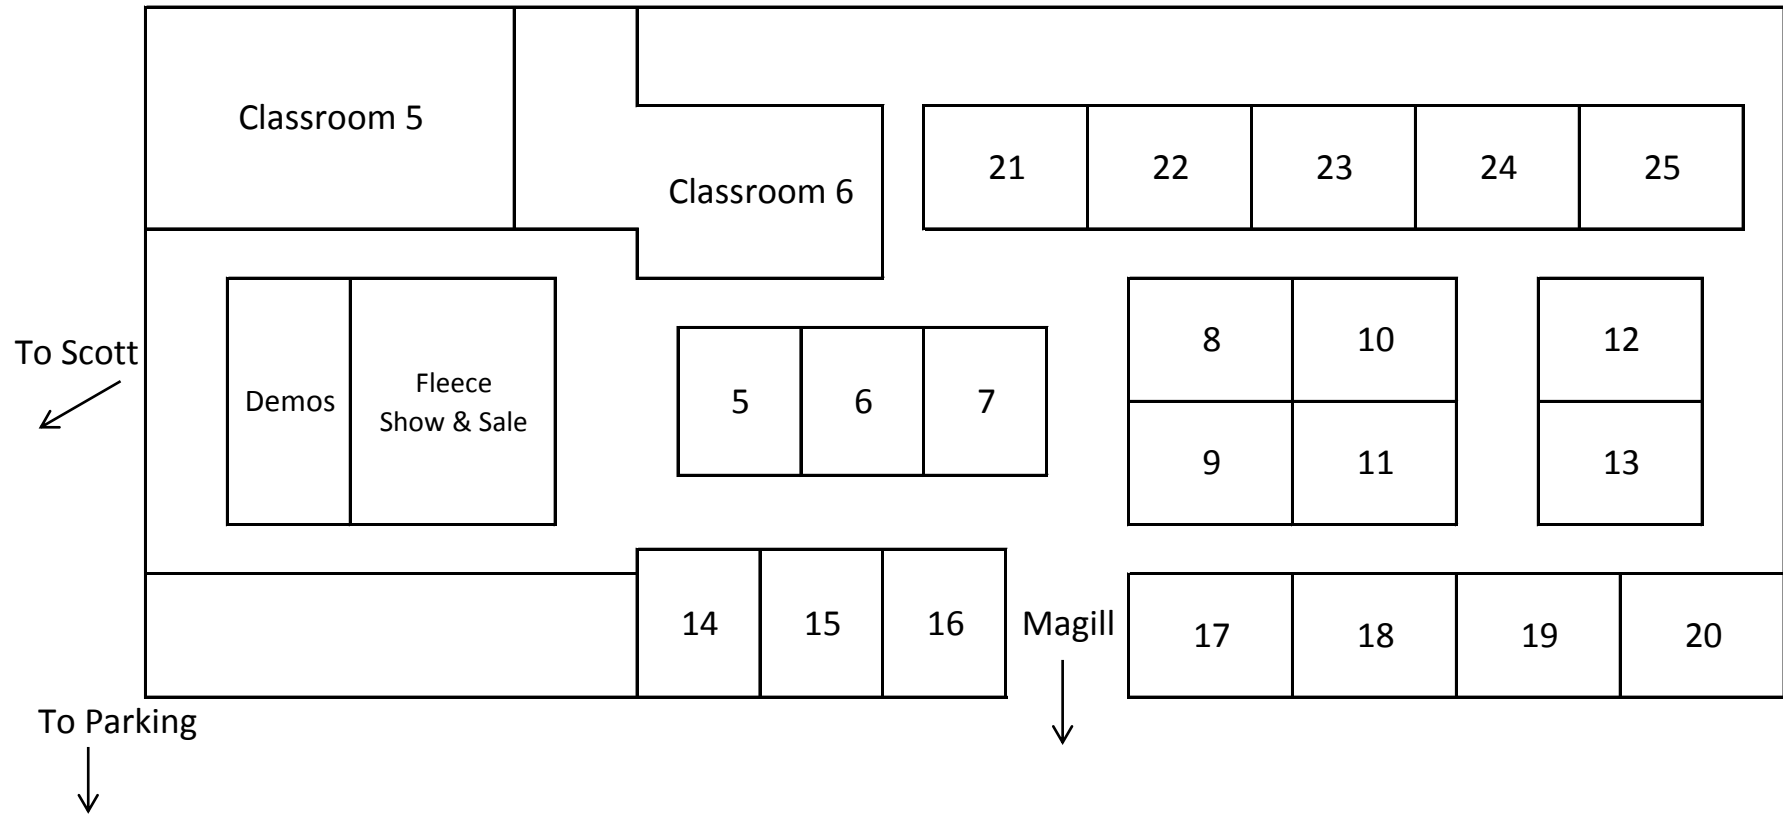 Classroom 5
Classroom 6
21 22 23 24 25
To Scott
Demos
Fleece
Show & Sale
5 6 7
8 10
9 11
12
13
14 15 16
Magill
17 18 19 20
To Parking